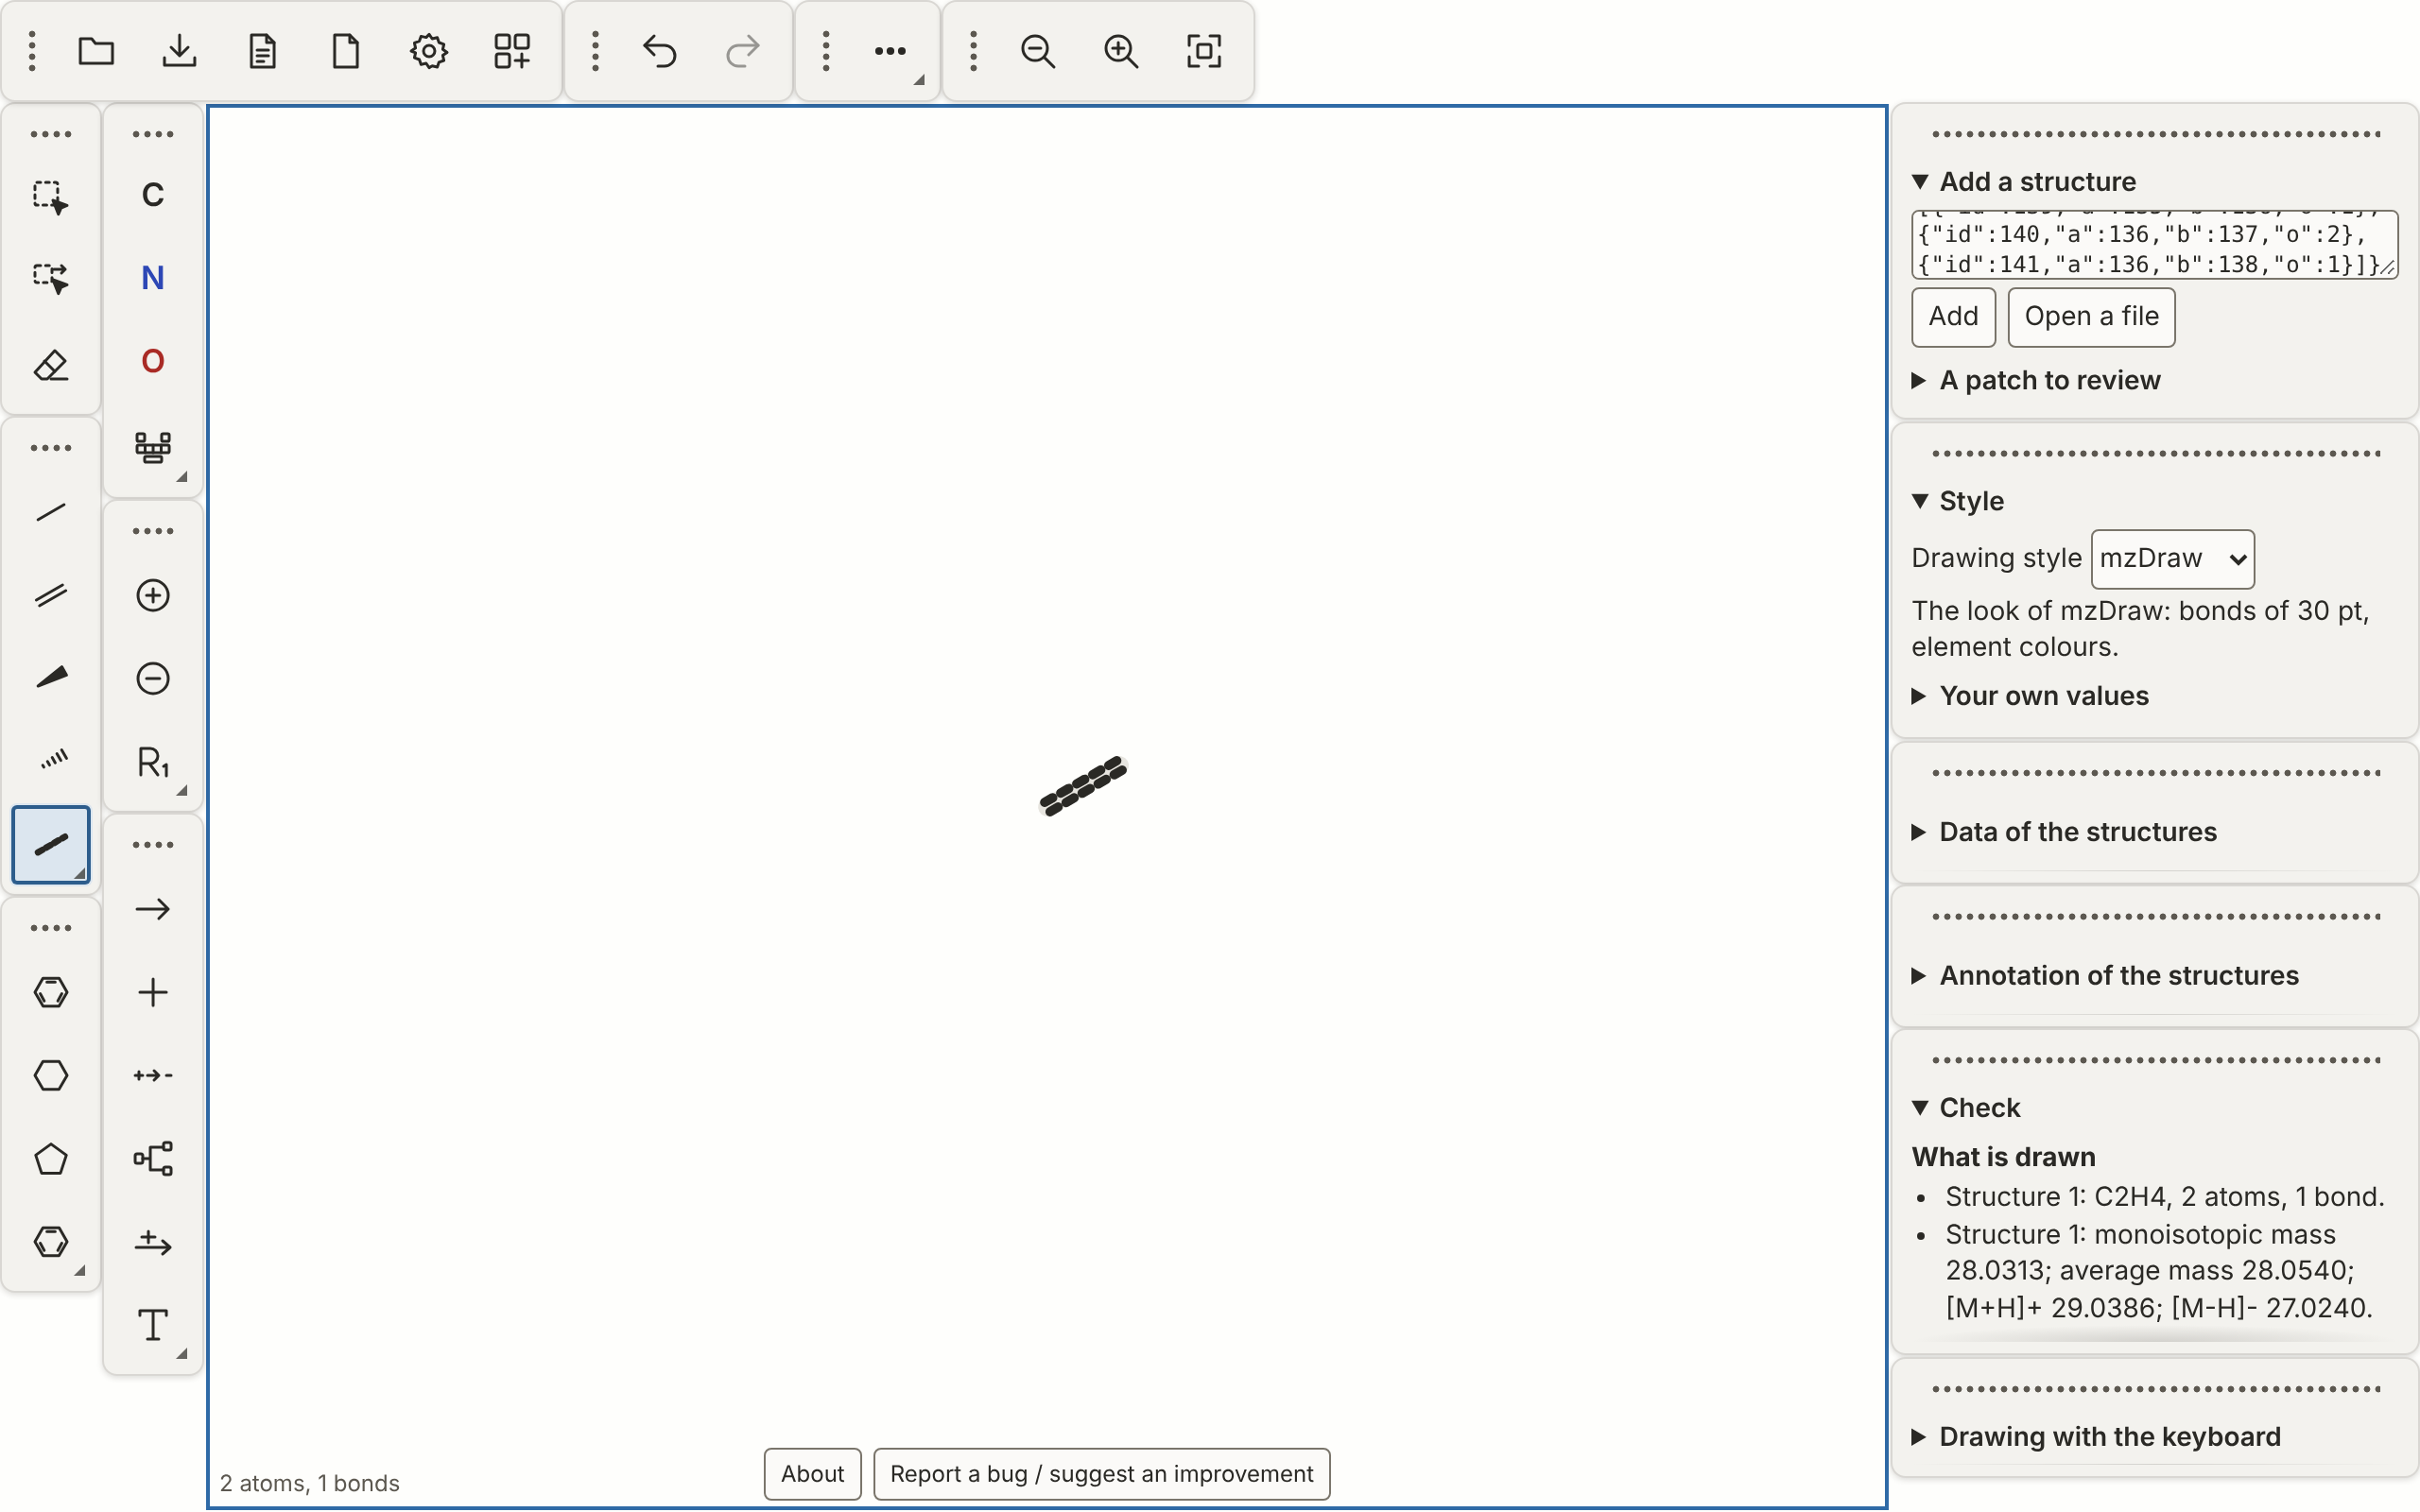 C
N
O
R1
T
2 atoms, 1 bonds
About
Report a bug / suggest an improvement
Add a structure
{"id":140,"a":136,"b":137,"o":2},
{"id":141,"a":136,"b":138,"o":1}]}
Add
Open a file
A patch to review
Style
Drawing style
mzDraw
The look of mzDraw: bonds of 30 pt,
element colours.
Your own values
Data of the structures
Annotation of the structures
Check
What is drawn
• Structure 1: C2H4, 2 atoms, 1 bond.
• Structure 1: monoisotopic mass
28.0313; average mass 28.0540;
[M+H]+ 29.0386; [M-H]- 27.0240.
Drawing with the keyboard